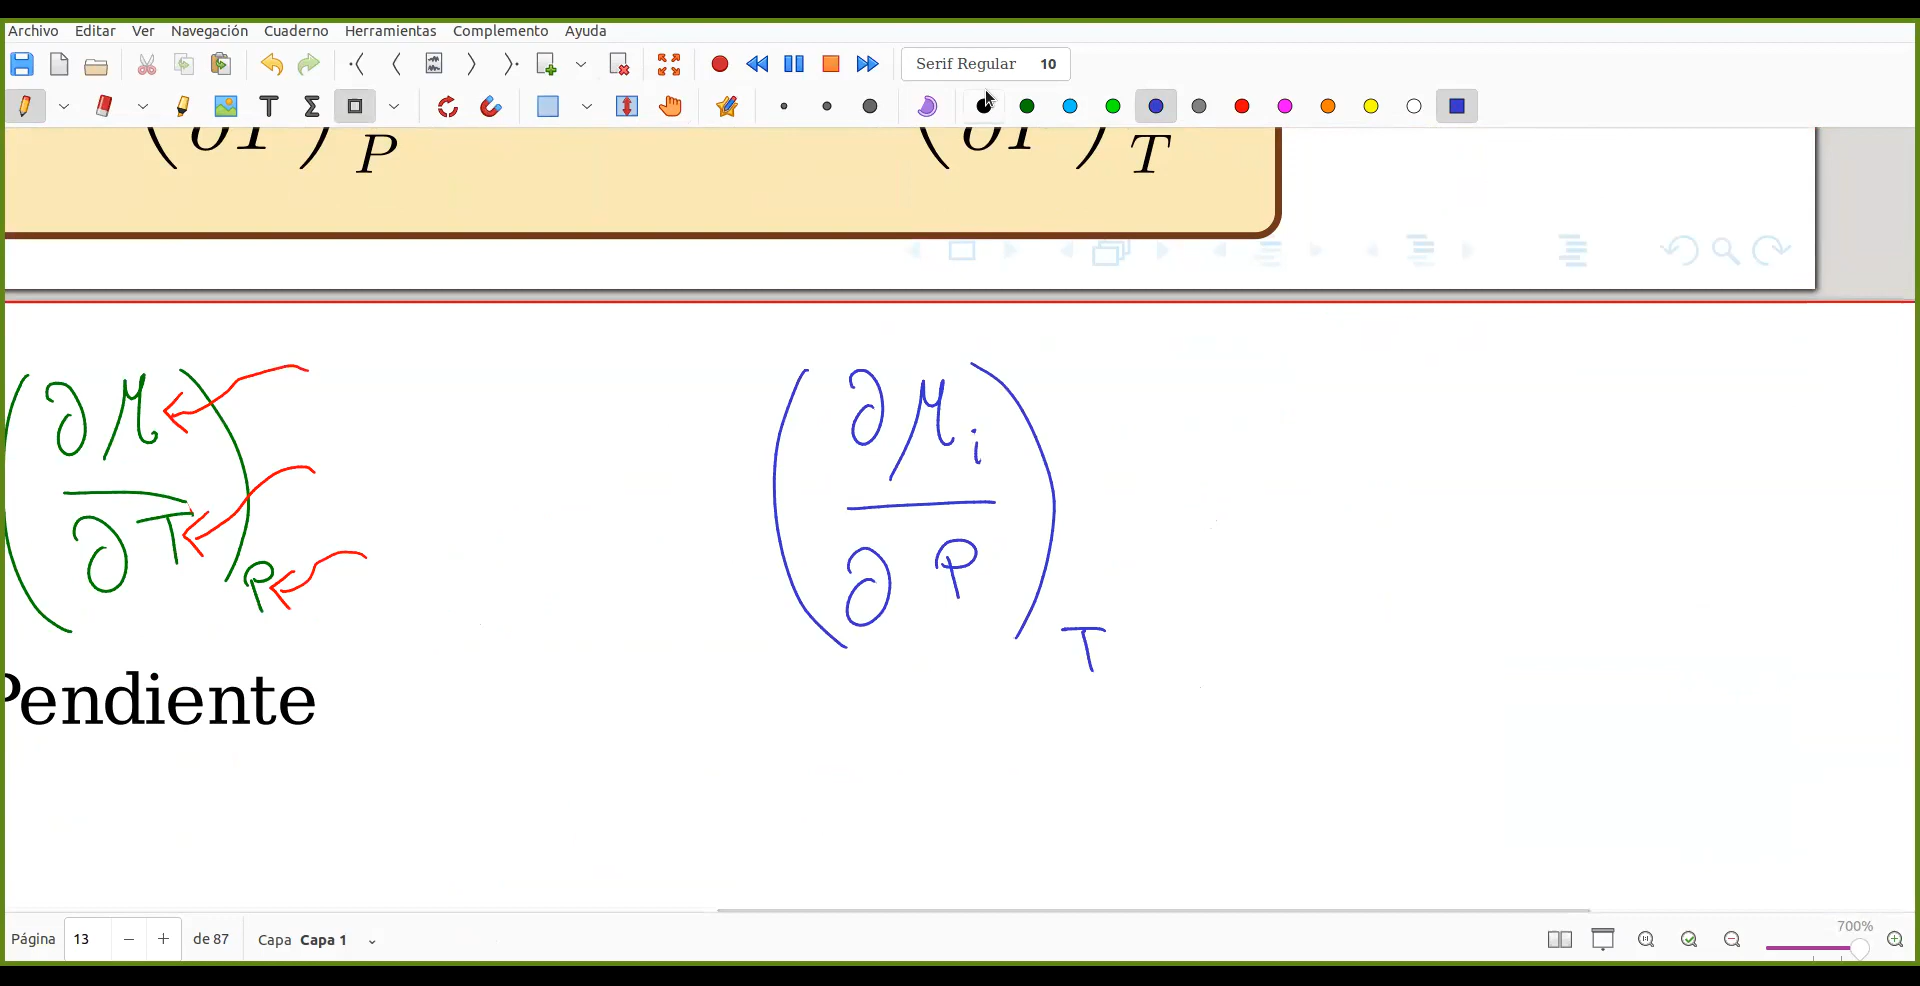 Archivo Editar Ver Navegación Cuaderno Herramientas Complemento Ayuda
Serif Regular 10
P T
(∂μ/∂T)P
(∂μi/∂P)T
Pendiente
Página 13 de 87 Capa Capa 1 700%